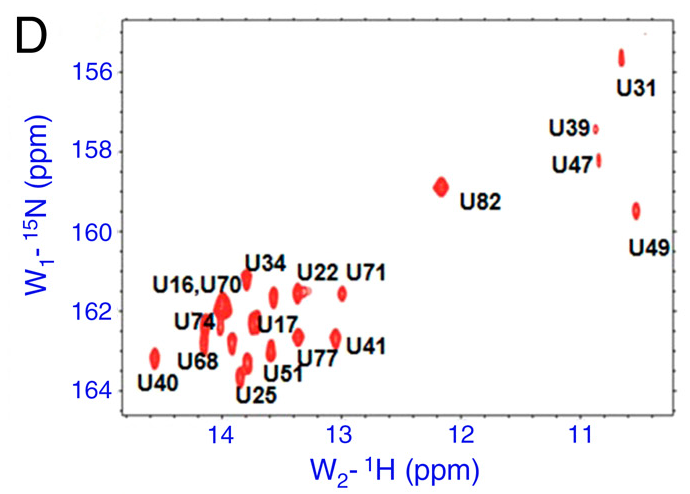 D
156
U31
U39
158
U47
U82
160
U49
U34
U22
U71
U16,U70
162
U74
U17
U41
U68
U77
U51
164
U40
U25
14
13
12
11
W₁- ¹⁵N (ppm)
W₂- ¹H (ppm)